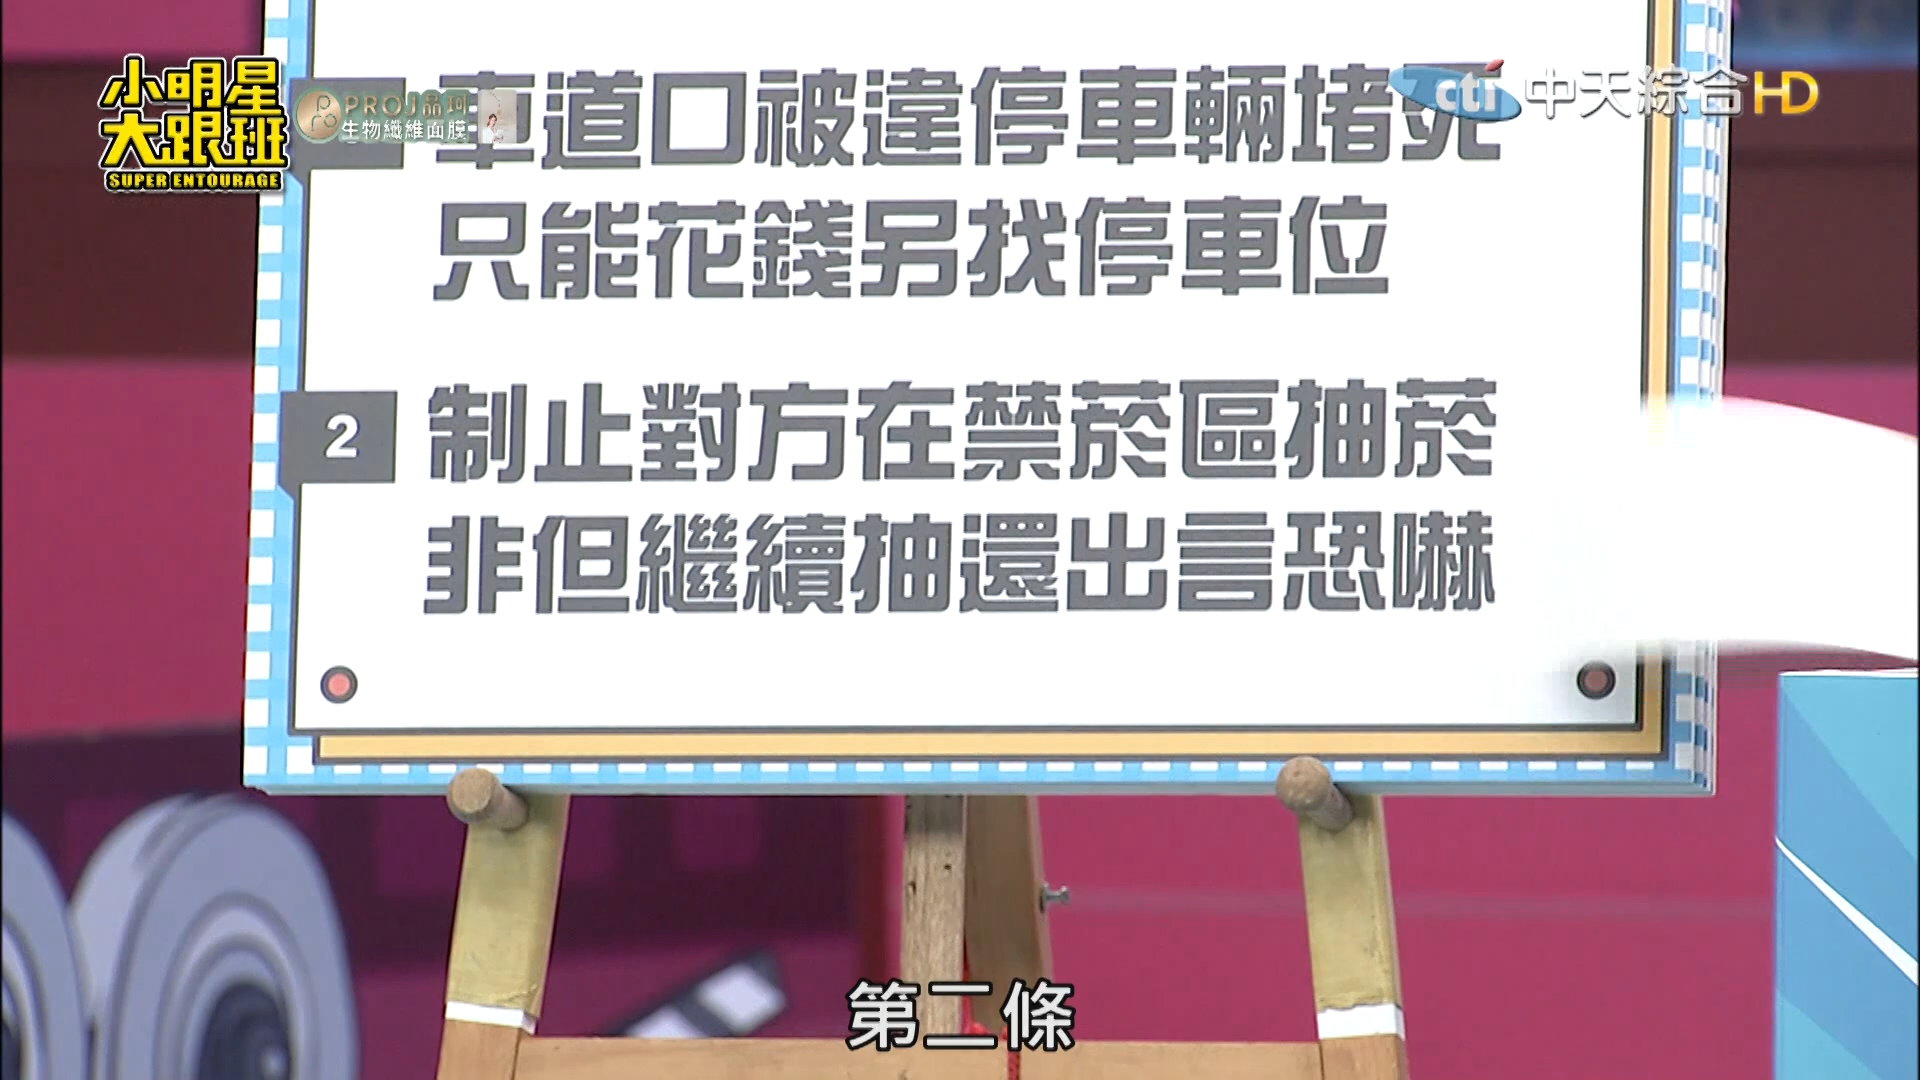 小明星
大跟班
SUPER ENTOURAGE
PROJ品珂
生物纖維面膜
cti 中天綜合HD
車道口被違停車輛堵死
只能花錢另找停車位
2
制止對方在禁菸區抽菸
非但繼續抽還出言恐嚇
第二條